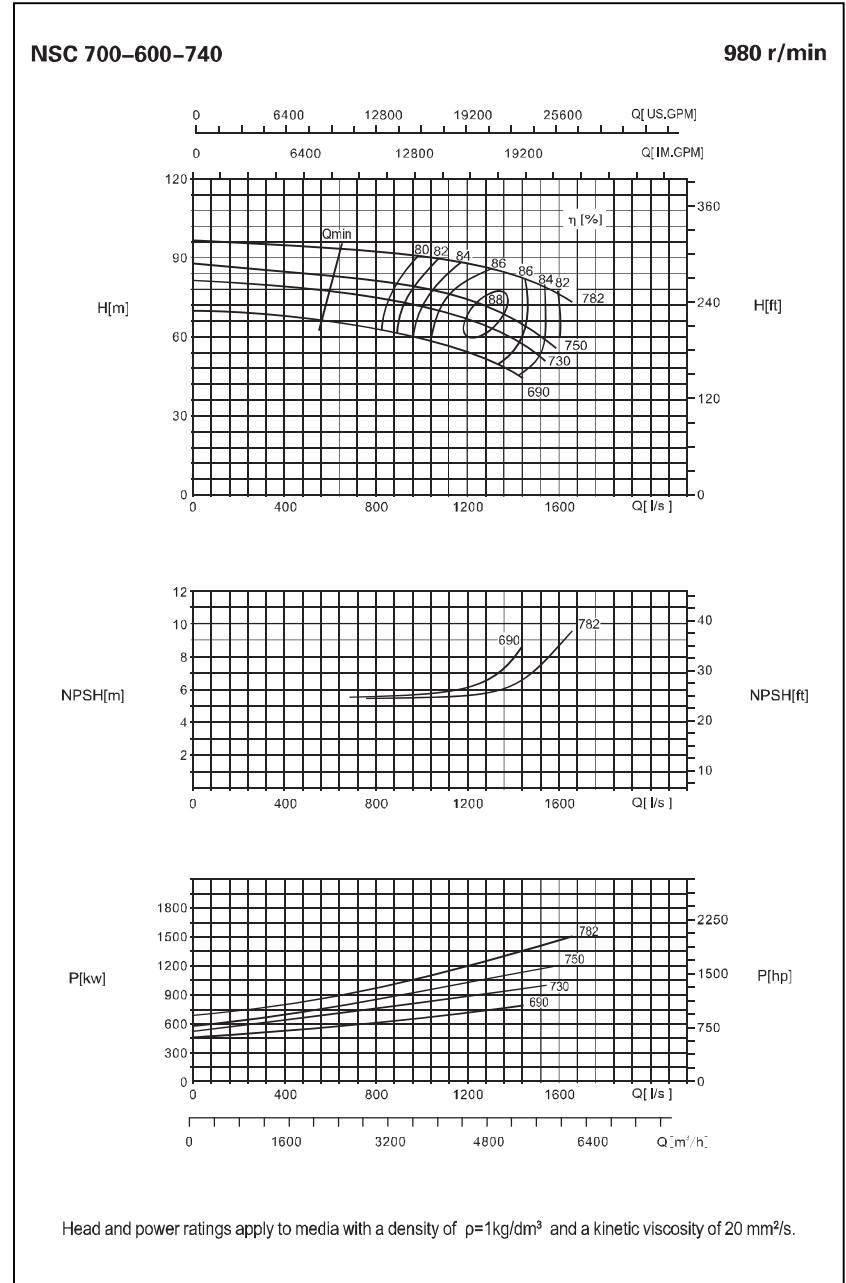 NSC 700–600–740 980 r/min
0 6400 12800 19200 25600 Q[ US.GPM]
0 6400 12800 19200 Q[ IM.GPM]
120 90 60 30 0
H[m]
360 240 120 0
H[ft]
η [%]
Qmin
80 82 84 86 86 84 82
88
782
750
730
690
0 400 800 1200 1600 Q[ l/s ]
12 10 8 6 4 2
NPSH[m]
40 30 20 10
NPSH[ft]
690 782
0 400 800 1200 1600 Q[ l/s ]
1800 1500 1200 900 600 300 0
P[kw]
2250 1500 750 0
P[hp]
782
750
730
690
0 400 800 1200 1600 Q[ l/s ]
0 1600 3200 4800 6400 Q[m³/h]
Head and power ratings apply to media with a density of ρ=1kg/dm³ and a kinetic viscosity of 20 mm²/s.